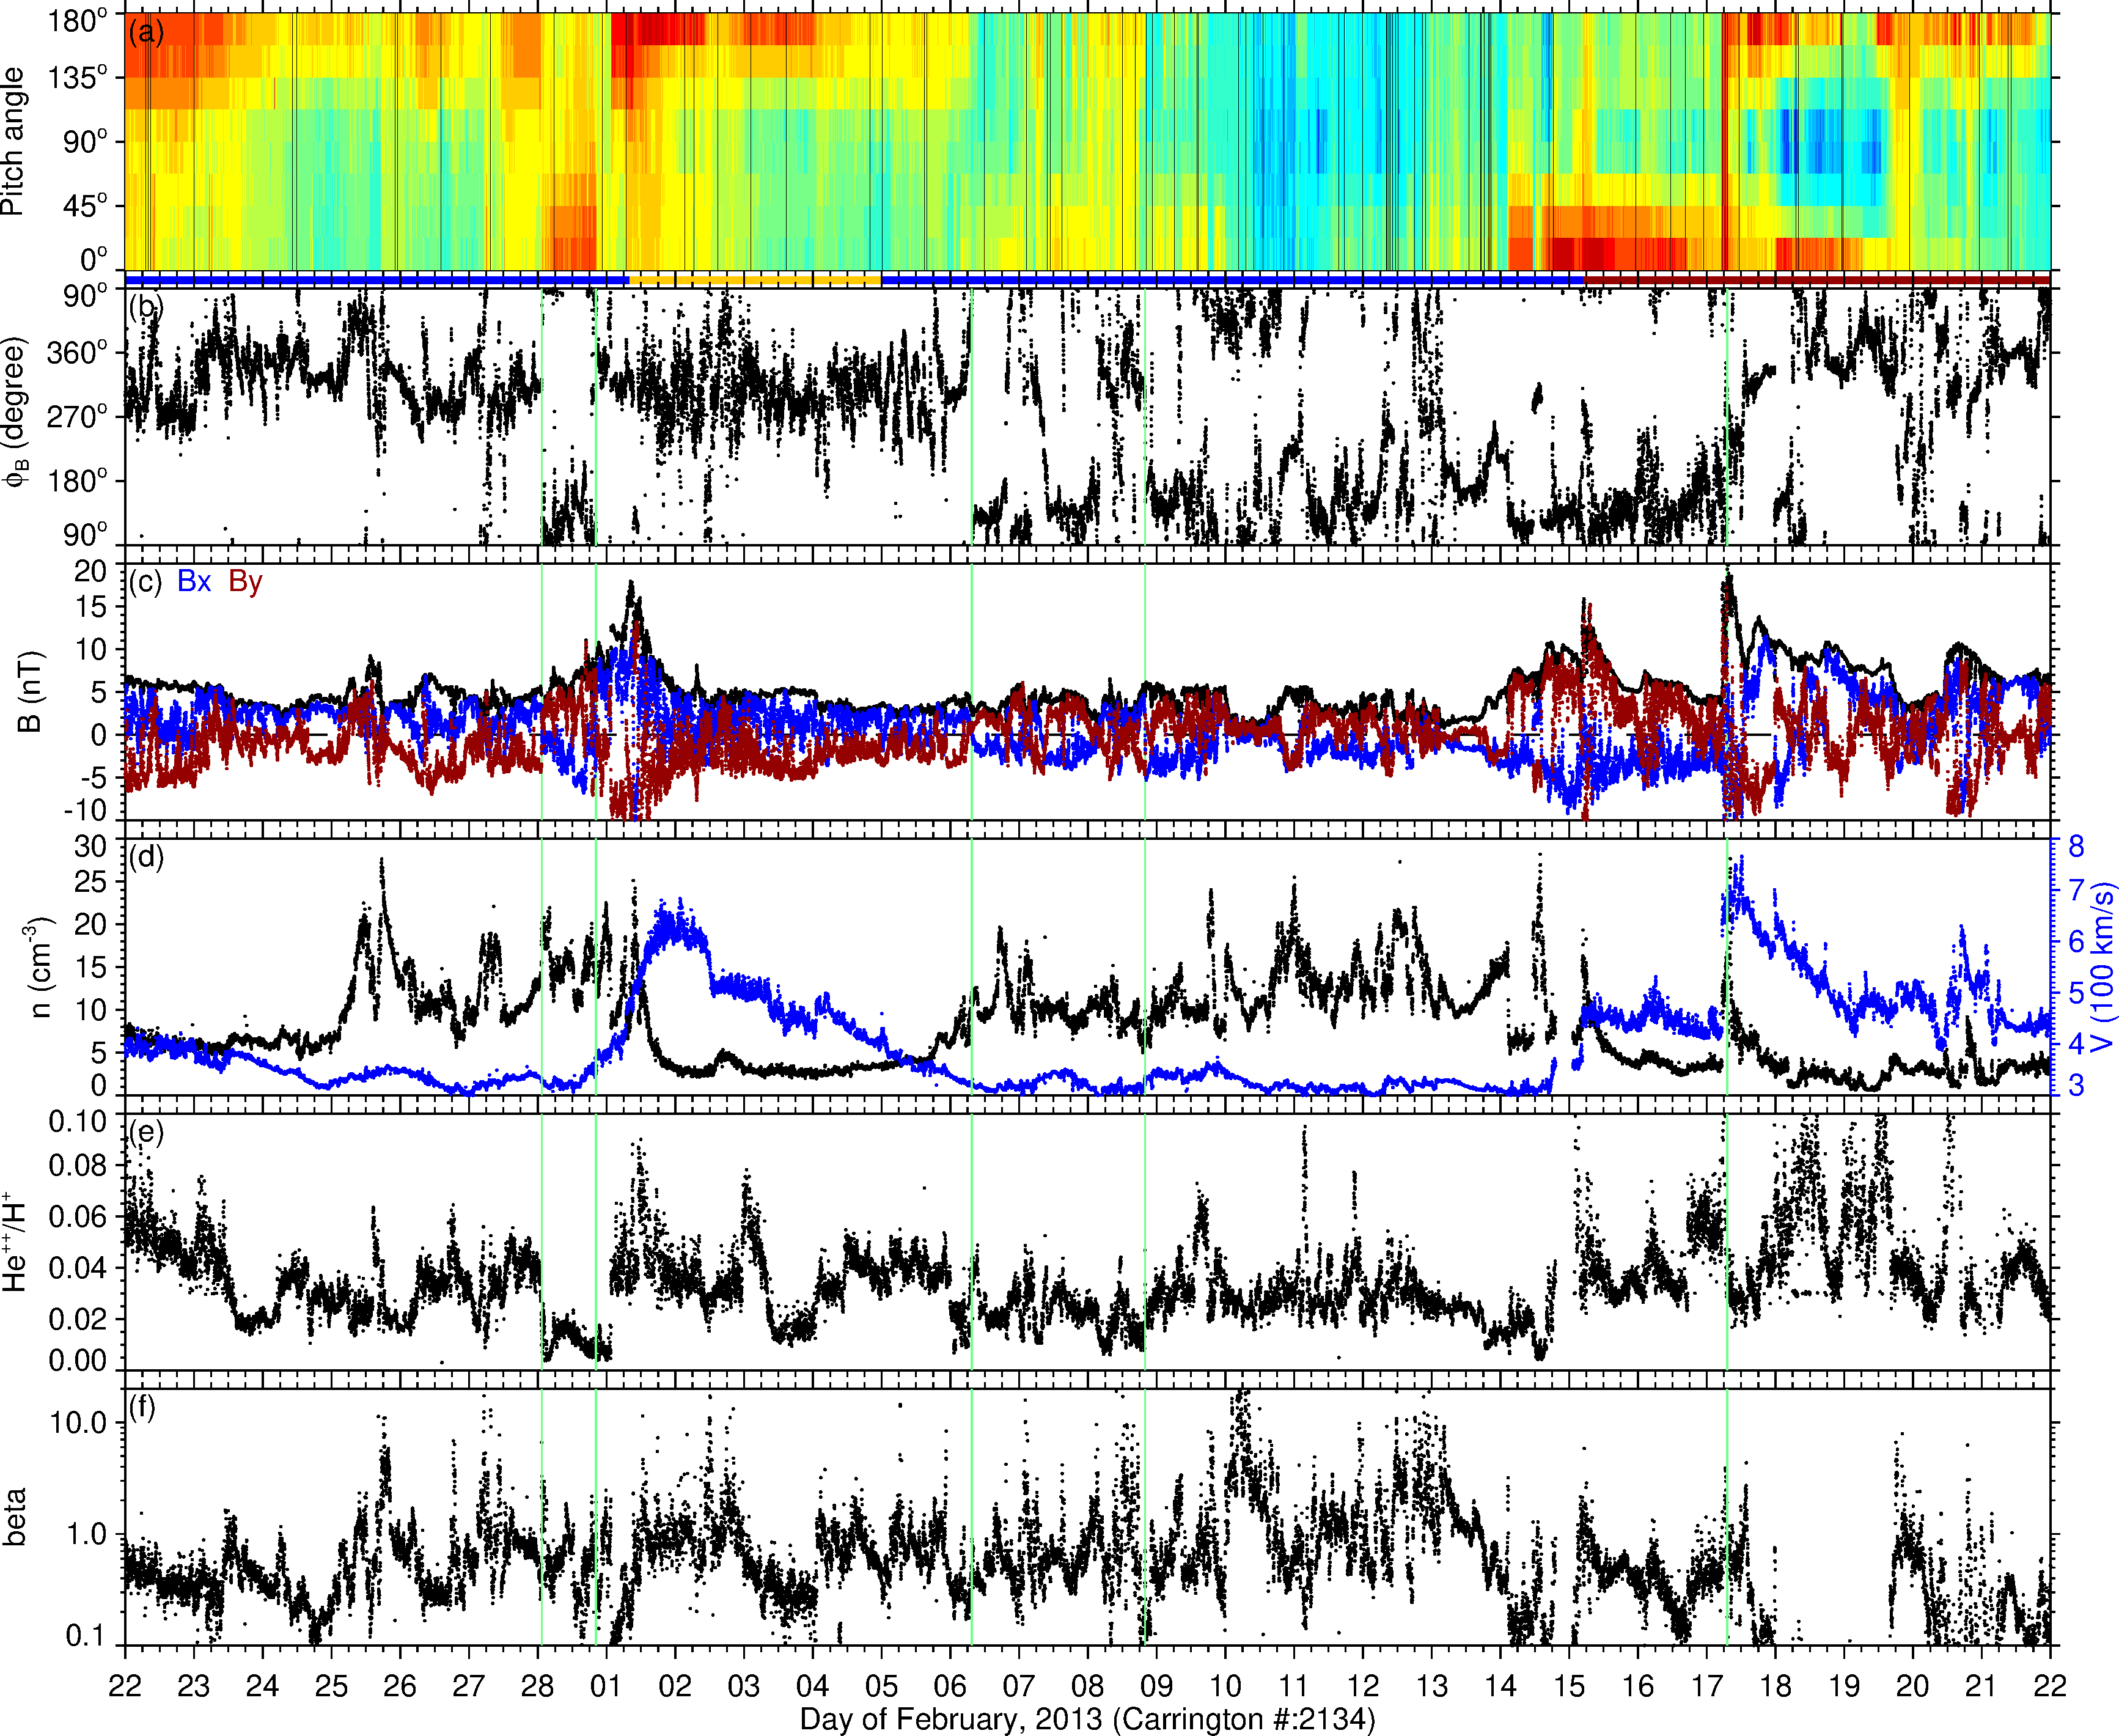 (a)
180°
135°
90°
45°
0°
Pitch angle
(b)
90°
360°
270°
180°
90°
ϕB (degree)
(c) Bx By
20
15
10
5
0
-5
-10
B (nT)
(d)
30
25
20
15
10
5
0
n (cm-3)
8
7
6
5
4
3
V (100 km/s)
(e)
0.10
0.08
0.06
0.04
0.02
0.00
He++/H+
(f)
10.0
1.0
0.1
beta
22 23 24 25 26 27 28 01 02 03 04 05 06 07 08 09 10 11 12 13 14 15 16 17 18 19 20 21 22
Day of February, 2013 (Carrington #:2134)